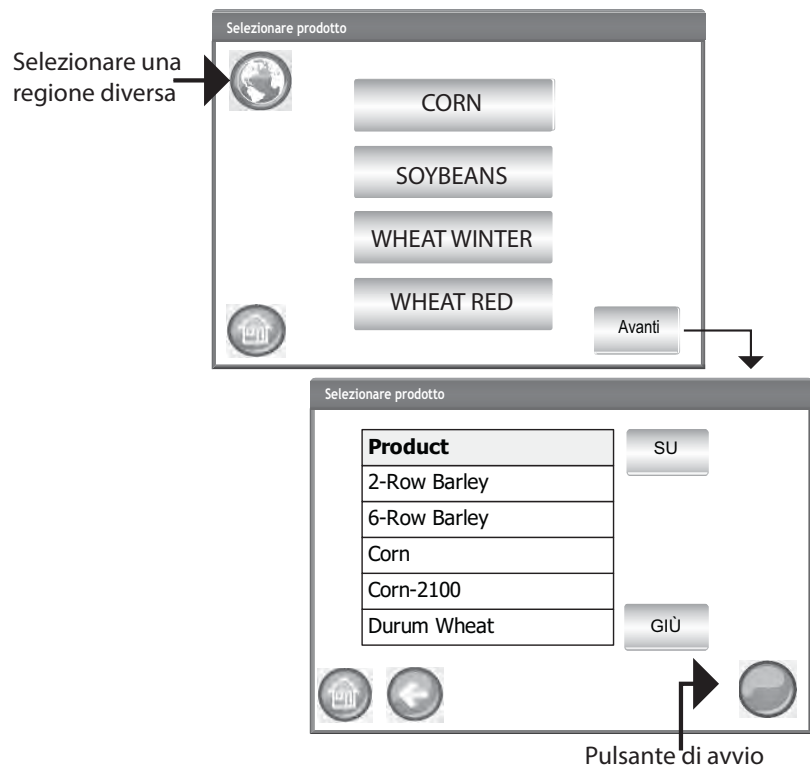 Selezionare prodotto
Selezionare una
regione diversa
CORN
SOYBEANS
WHEAT WINTER
WHEAT RED
Avanti
Selezionare prodotto
Product
SU
2-Row Barley
6-Row Barley
Corn
Corn-2100
Durum Wheat
GIÙ
Pulsante di avvio